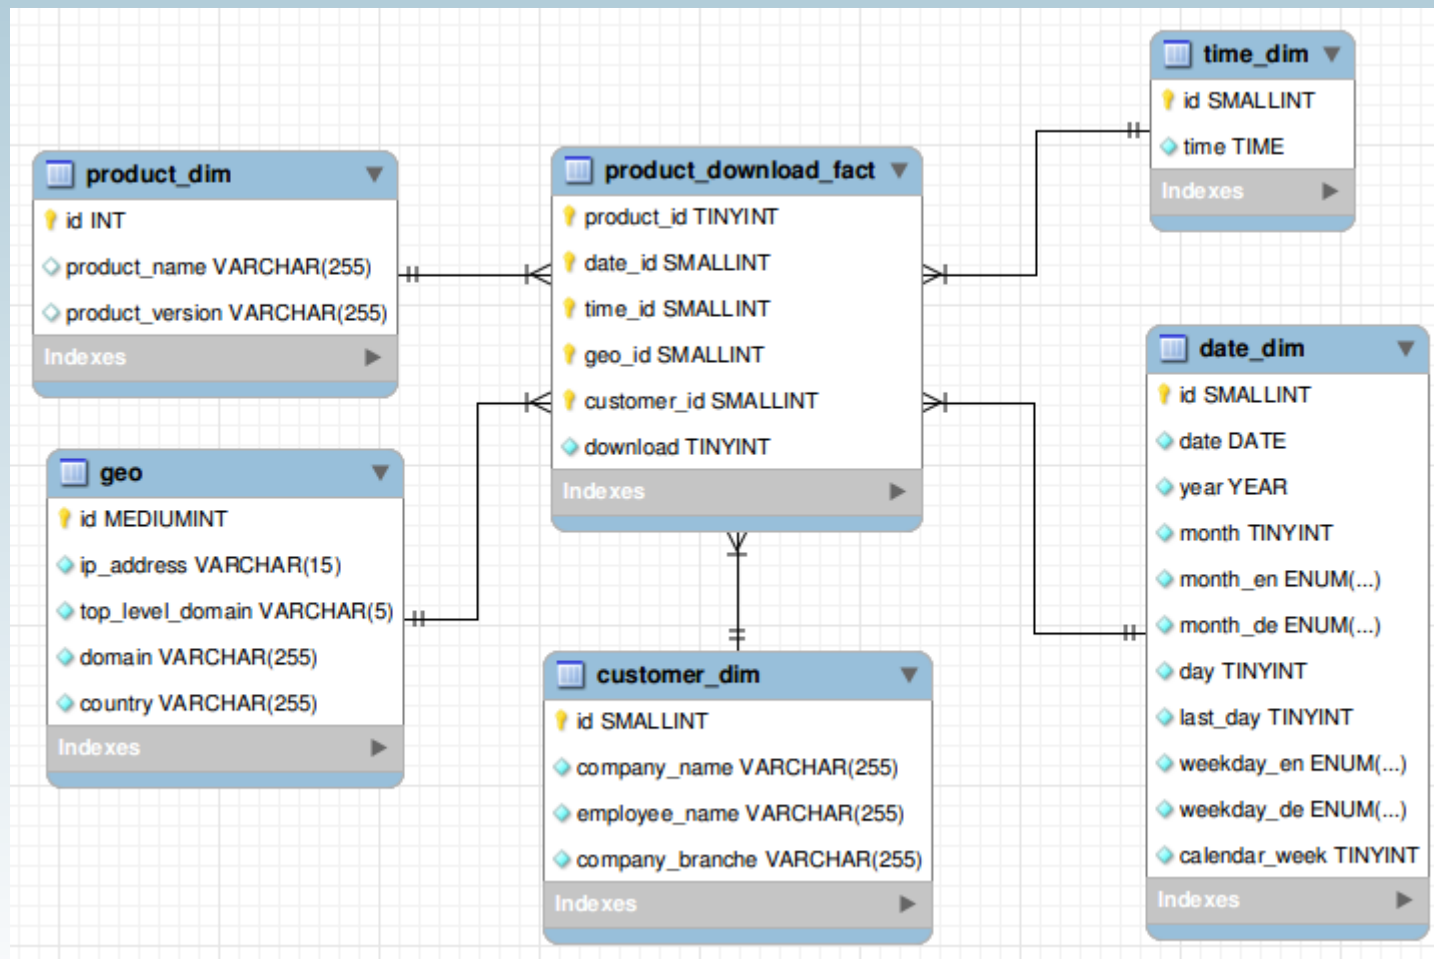 product_dim
id INT
product_name VARCHAR(255)
product_version VARCHAR(255)
Indexes
geo
id MEDIUMINT
ip_address VARCHAR(15)
top_level_domain VARCHAR(5)
domain VARCHAR(255)
country VARCHAR(255)
Indexes
product_download_fact
product_id TINYINT
date_id SMALLINT
time_id SMALLINT
geo_id SMALLINT
customer_id SMALLINT
download TINYINT
Indexes
customer_dim
id SMALLINT
company_name VARCHAR(255)
employee_name VARCHAR(255)
company_branche VARCHAR(255)
Indexes
time_dim
id SMALLINT
time TIME
Indexes
date_dim
id SMALLINT
date DATE
year YEAR
month TINYINT
month_en ENUM(...)
month_de ENUM(...)
day TINYINT
last_day TINYINT
weekday_en ENUM(...)
weekday_de ENUM(...)
calendar_week TINYINT
Indexes